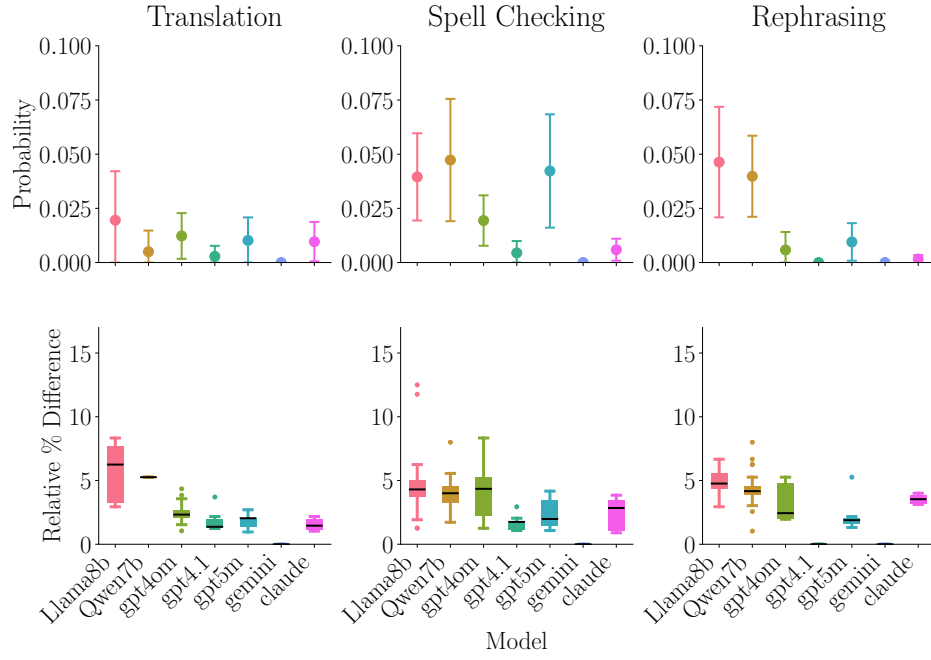 Translation
Spell Checking
Rephrasing
Probability
0.100
0.075
0.050
0.025
0.000
0.100
0.075
0.050
0.025
0.000
0.100
0.075
0.050
0.025
0.000
Relative % Difference
15
10
5
0
15
10
5
0
15
10
5
0
Llama8b
Qwen7b
gpt4om
gpt4.1
gpt5m
gemini
claude
Llama8b
Qwen7b
gpt4om
gpt4.1
gpt5m
gemini
claude
Llama8b
Qwen7b
gpt4om
gpt4.1
gpt5m
gemini
claude
Model